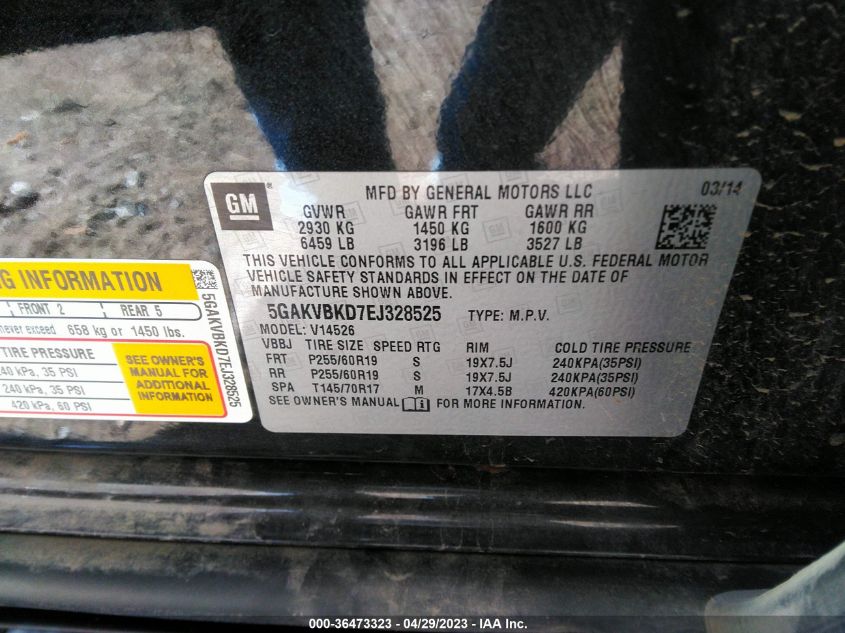 GM
MFD BY GENERAL MOTORS LLC 03/14
GVWR GAWR FRT GAWR RR
2930 KG 1450 KG 1600 KG
6459 LB 3196 LB 3527 LB
THIS VEHICLE CONFORMS TO ALL APPLICABLE U.S. FEDERAL MOTOR
VEHICLE SAFETY STANDARDS IN EFFECT ON THE DATE OF
MANUFACTURE SHOWN ABOVE.
5GAKVBKD7EJ328525 TYPE: M.P.V.
MODEL: V14526
VBBJ TIRE SIZE SPEED RTG RIM COLD TIRE PRESSURE
FRT P255/60R19 S 19X7.5J 240KPA(35PSI)
RR P255/60R19 S 19X7.5J 240KPA(35PSI)
SPA T145/70R17 M 17X4.5B 420KPA(60PSI)
SEE OWNER'S MANUAL FOR MORE INFORMATION.
NG INFORMATION
FRONT 2 REAR 5
never exceed 658 kg or 1450 lbs.
TIRE PRESSURE
240 kPa, 35 PSI
240 kPa, 35 PSI
420 kPa, 60 PSI
SEE OWNER'S
MANUAL FOR
ADDITIONAL
INFORMATION
5GAKVBKD7EJ328525
000-36473323 - 04/29/2023 - IAAI - Copart - A Better Bid Inc.